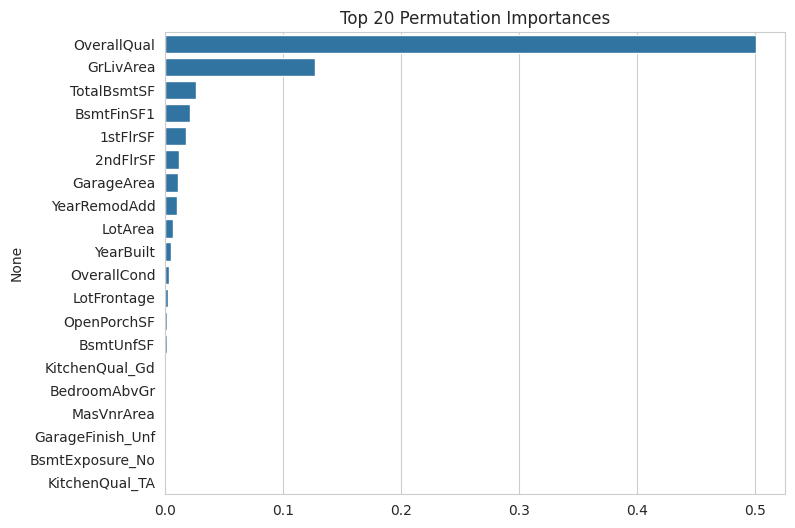 Top 20 Permutation Importances
OverallQual
GrLivArea
TotalBsmtSF
BsmtFinSF1
1stFlrSF
2ndFlrSF
GarageArea
YearRemodAdd
LotArea
YearBuilt
OverallCond
LotFrontage
OpenPorchSF
BsmtUnfSF
KitchenQual_Gd
BedroomAbvGr
MasVnrArea
GarageFinish_Unf
BsmtExposure_No
KitchenQual_TA
None
0.0 0.1 0.2 0.3 0.4 0.5